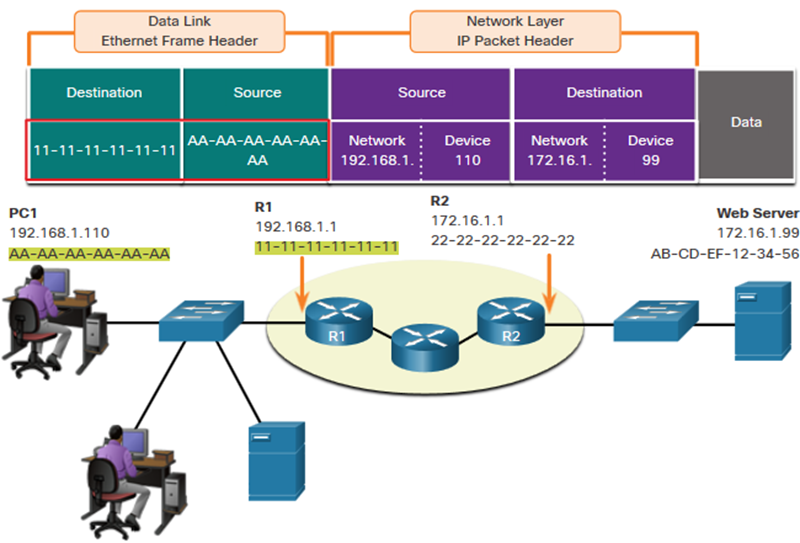 Data Link
Ethernet Frame Header
Network Layer
IP Packet Header
Destination
Source
Source
Destination
Data
11-11-11-11-11-11
AA-AA-AA-AA-AA-
AA
Network
192.168.1.
Device
110
Network
172.16.1.
Device
99
PC1
192.168.1.110
AA-AA-AA-AA-AA-AA
R1
192.168.1.1
11-11-11-11-11-11
R2
172.16.1.1
22-22-22-22-22-22
Web Server
172.16.1.99
AB-CD-EF-12-34-56
R1
R2